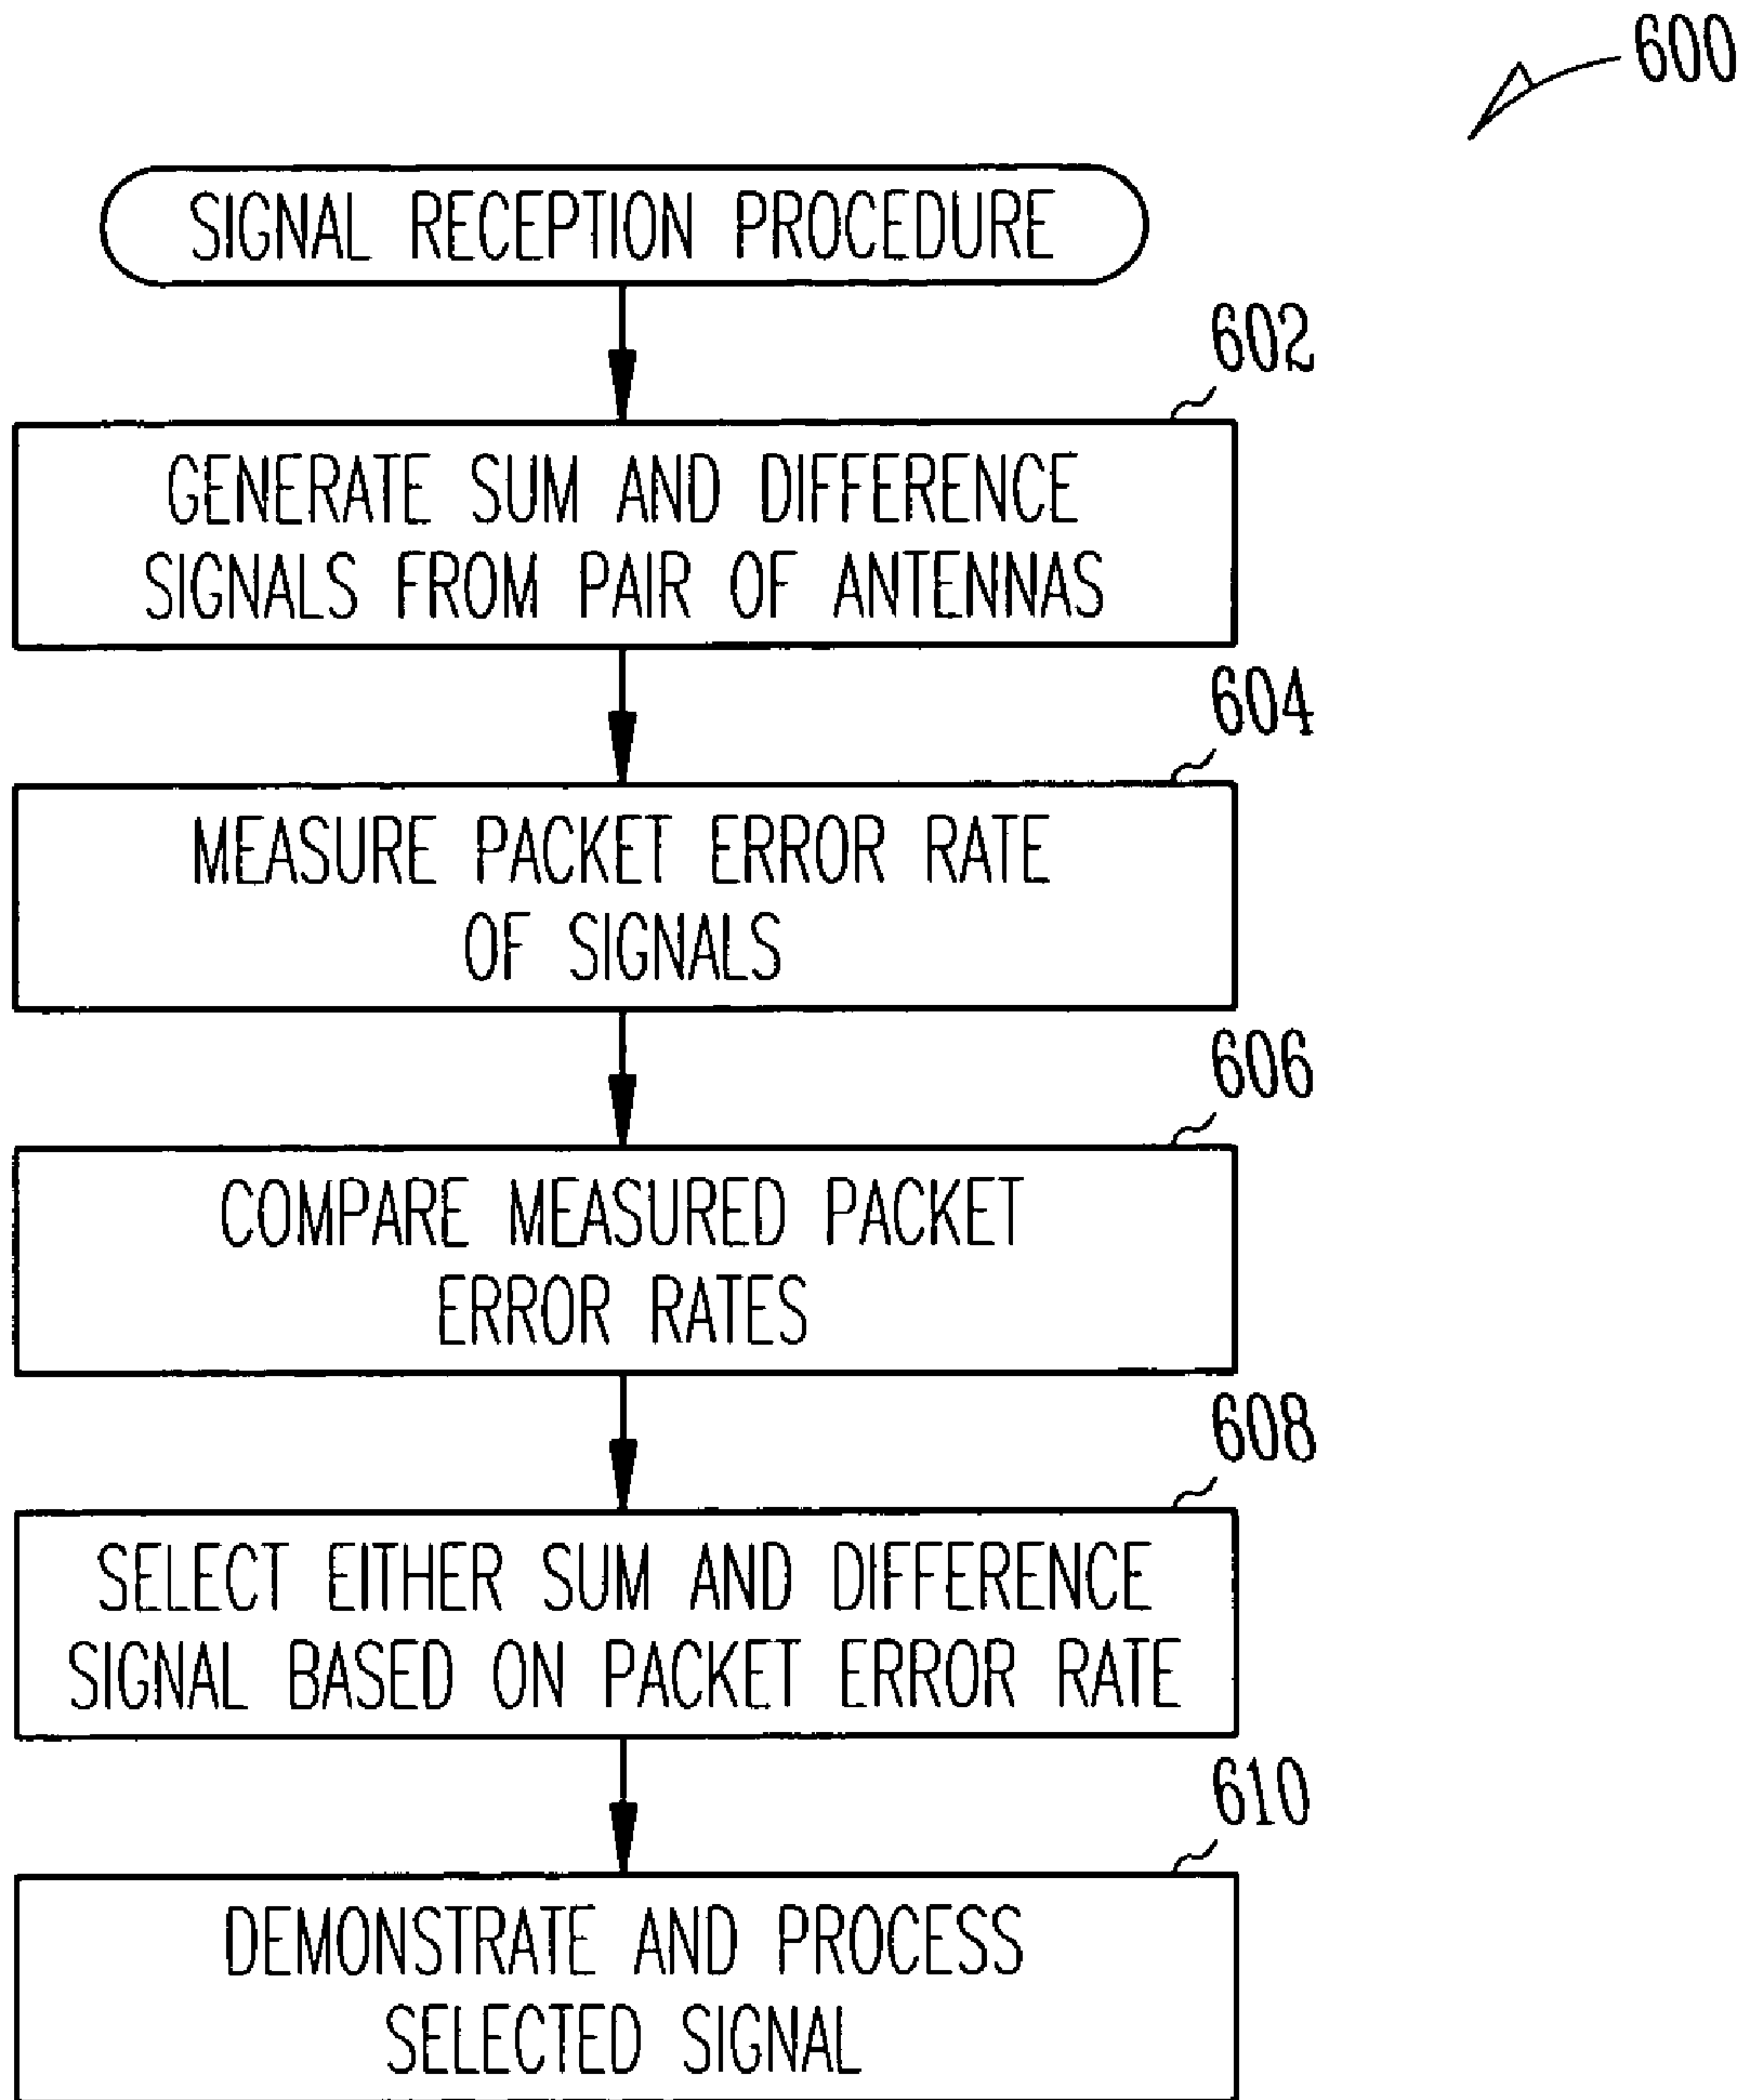 600
SIGNAL RECEPTION PROCEDURE
602
GENERATE SUM AND DIFFERENCE
SIGNALS FROM PAIR OF ANTENNAS
604
MEASURE PACKET ERROR RATE
OF SIGNALS
606
COMPARE MEASURED PACKET
ERROR RATES
608
SELECT EITHER SUM AND DIFFERENCE
SIGNAL BASED ON PACKET ERROR RATE
610
DEMONSTRATE AND PROCESS
SELECTED SIGNAL